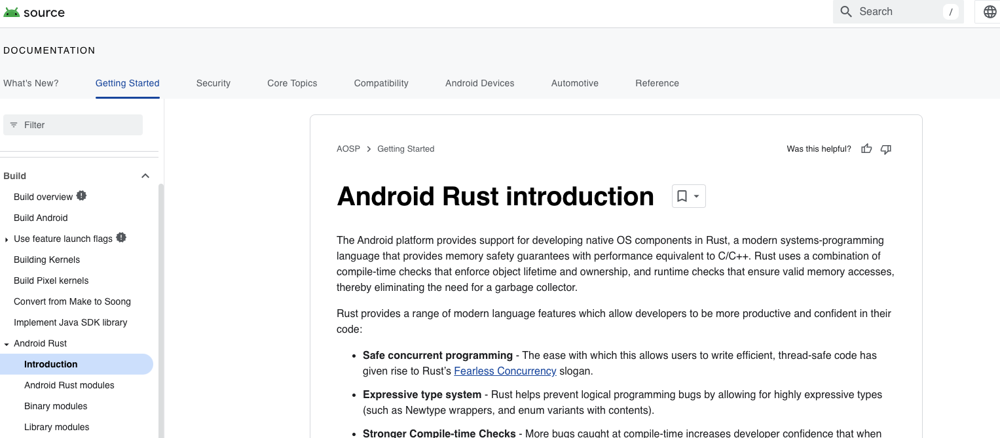 source
Search /
DOCUMENTATION
What's New? Getting Started Security Core Topics Compatibility Android Devices Automotive Reference
Filter
Build
Build overview
Build Android
Use feature launch flags
Building Kernels
Build Pixel kernels
Convert from Make to Soong
Implement Java SDK library
Android Rust
Introduction
Android Rust modules
Binary modules
Library modules
AOSP > Getting Started
Was this helpful?
Android Rust introduction
The Android platform provides support for developing native OS components in Rust, a modern systems-programming
language that provides memory safety guarantees with performance equivalent to C/C++. Rust uses a combination of
compile-time checks that enforce object lifetime and ownership, and runtime checks that ensure valid memory accesses,
thereby eliminating the need for a garbage collector.
Rust provides a range of modern language features which allow developers to be more productive and confident in their
code:
• Safe concurrent programming - The ease with which this allows users to write efficient, thread-safe code has
given rise to Rust’s Fearless Concurrency slogan.
• Expressive type system - Rust helps prevent logical programming bugs by allowing for highly expressive types
(such as Newtype wrappers, and enum variants with contents).
• Stronger Compile-time Checks - More bugs caught at compile-time increases developer confidence that when